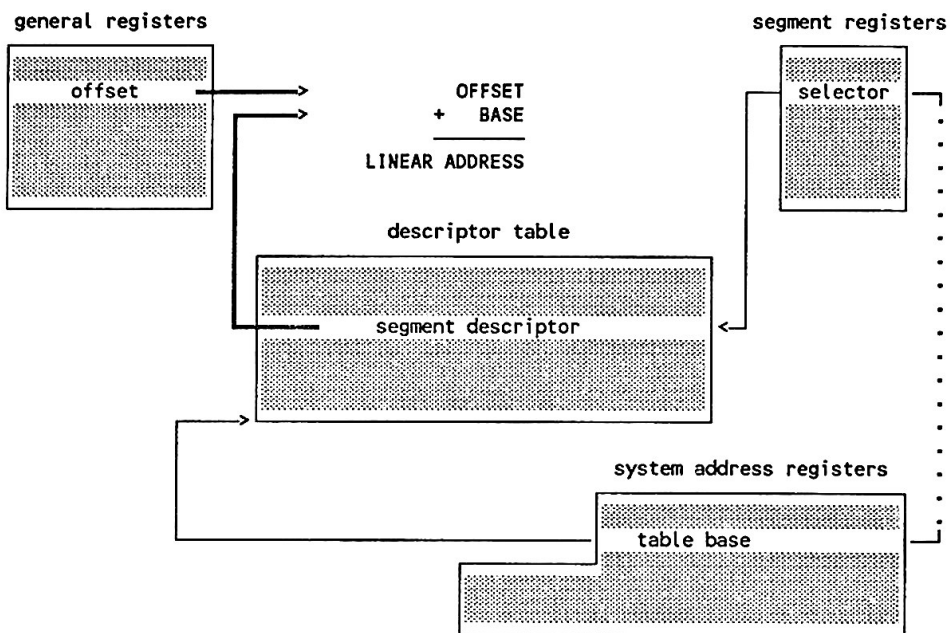 general registers
segment registers
offset
OFFSET
selector
+ BASE
LINEAR ADDRESS
descriptor table
segment descriptor
system address registers
table base